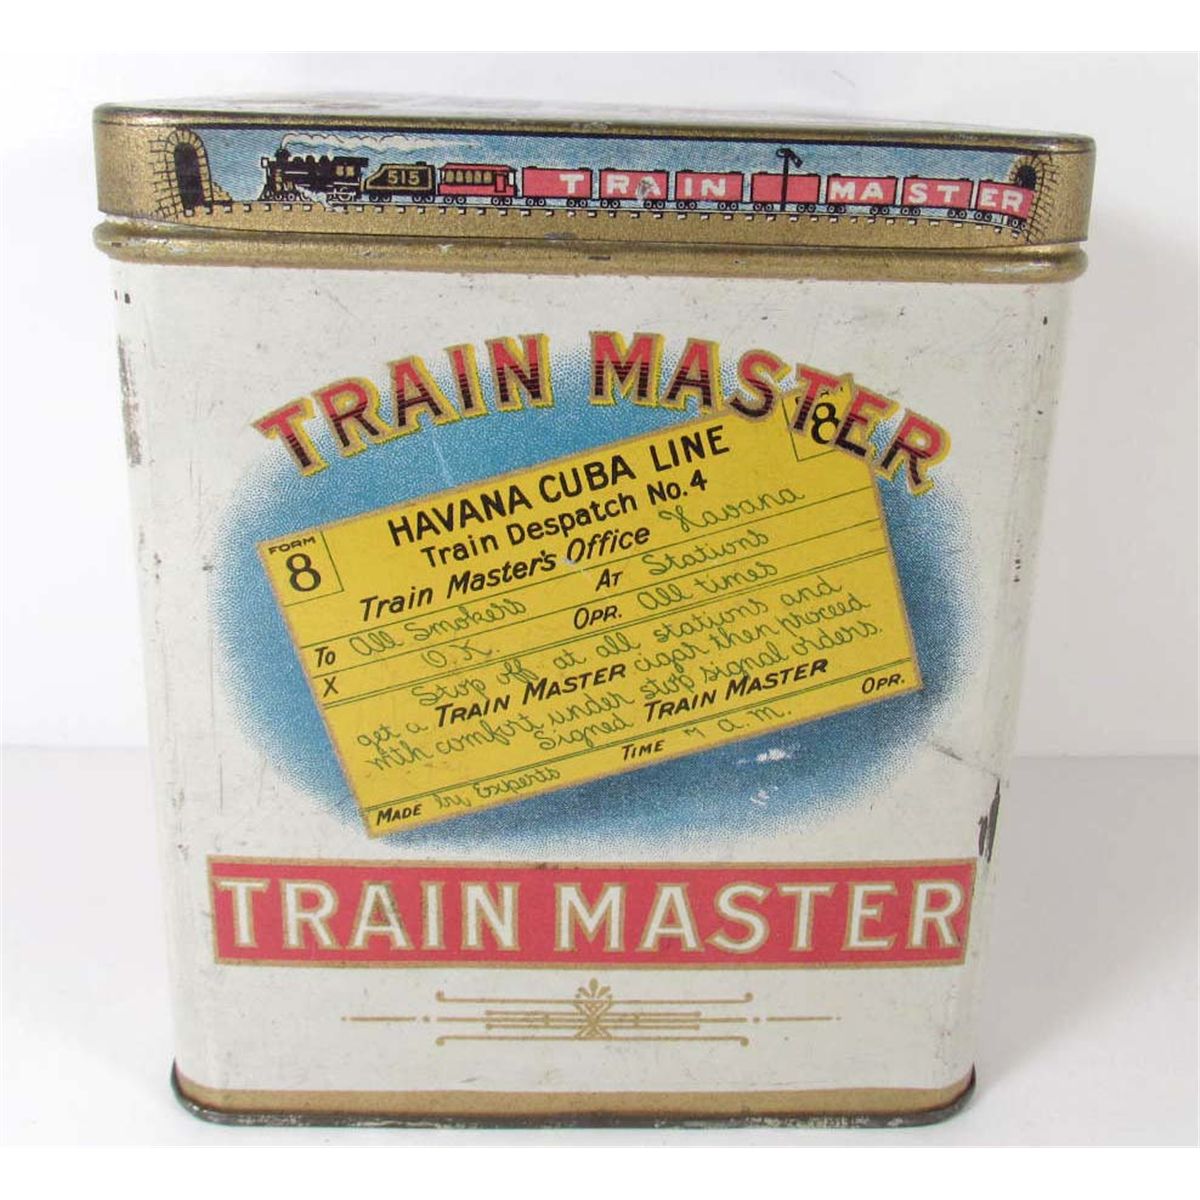 515 TRAIN MASTER
TRAIN MASTER
FORM 8
8
HAVANA CUBA LINE
Train Despatch No. 4
Train Master's Office Havana
To All Smokers At Stations
X O.K. Opr. All times
Stop off at all stations and
get a Train Master cigar then proceed
with comfort under stop signal orders.
Signed Train Master Opr.
Made by Experts Time 7 a.m.
TRAIN MASTER